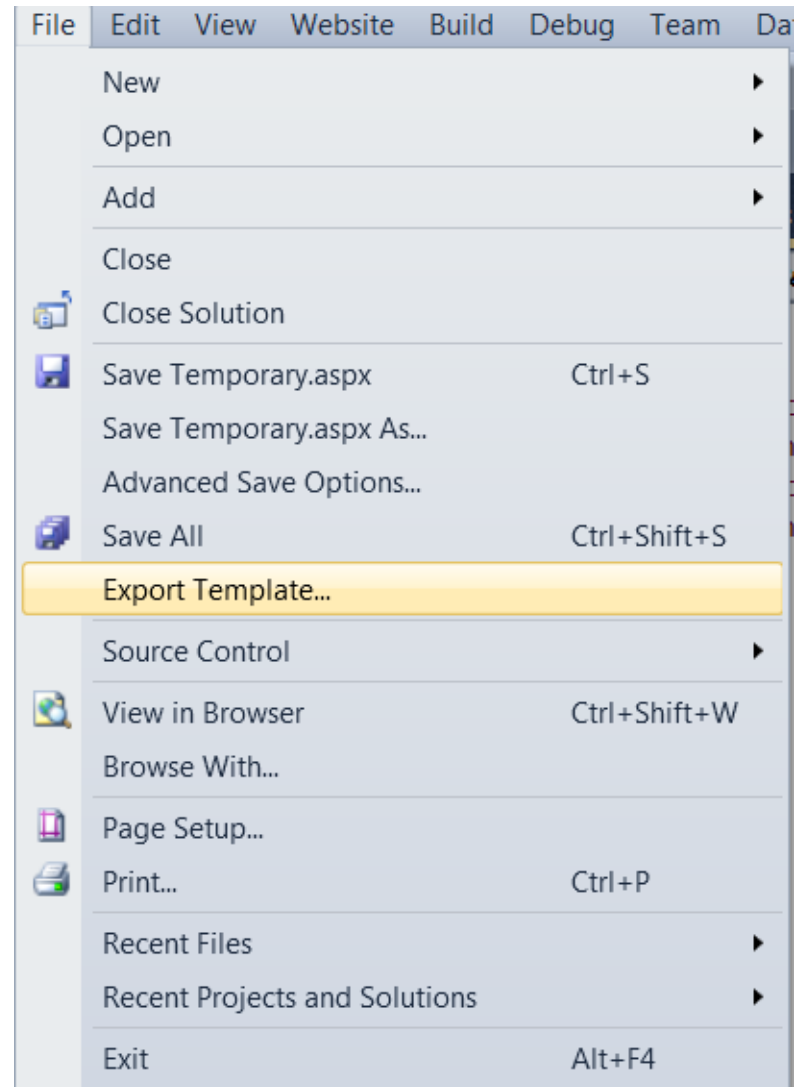 File Edit View Website Build Debug Team Da
New
Open
Add
Close
Close Solution
Save Temporary.aspx Ctrl+S
Save Temporary.aspx As...
Advanced Save Options...
Save All Ctrl+Shift+S
Export Template...
Source Control
View in Browser Ctrl+Shift+W
Browse With...
Page Setup...
Print... Ctrl+P
Recent Files
Recent Projects and Solutions
Exit Alt+F4